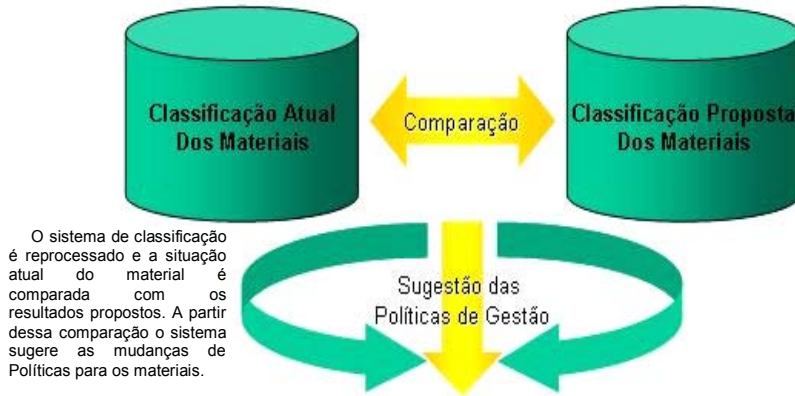 Classificação Atual
Dos Materiais
Comparação
Classificação Proposta
Dos Materiais
O sistema de classificação
é reprocessado e a situação
atual do material é
comparada com os
resultados propostos. A partir
dessa comparação o sistema
sugere as mudanças de
Políticas para os materiais.
Sugestão das
Políticas de Gestão